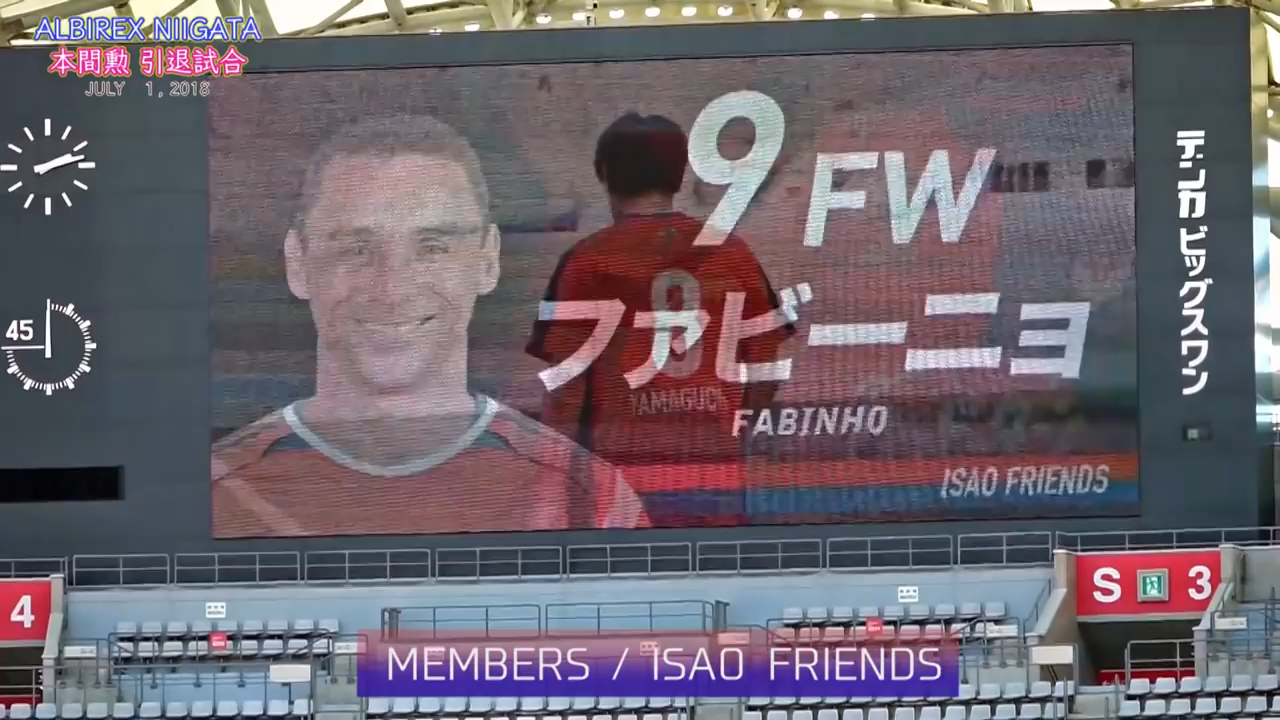 ALBIREX NIIGATA
本間勲 引退試合
JULY 1, 2018
9 FW
ファビーニョ
FABINHO
ISAO FRIENDS
8
YAMAGUCHI
デンカビッグスワン
45
4
S 3
MEMBERS / ISAO FRIENDS